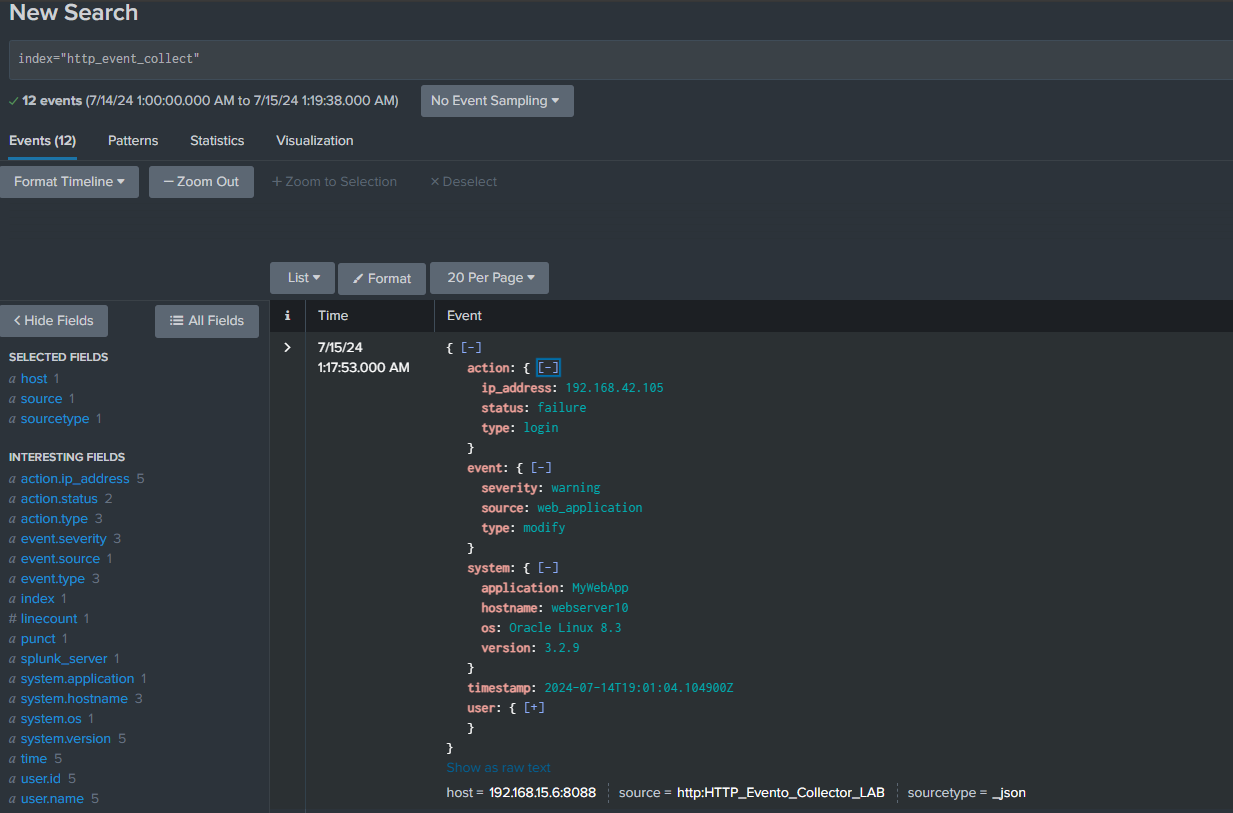 New Search
index="http_event_collect"
✓ 12 events (7/14/24 1:00:00.000 AM to 7/15/24 1:19:38.000 AM) No Event Sampling ▾
Events (12) Patterns Statistics Visualization
Format Timeline ▾ — Zoom Out + Zoom to Selection × Deselect
List ▾ Format 20 Per Page ▾
< Hide Fields All Fields
SELECTED FIELDS
a host 1
a source 1
a sourcetype 1
INTERESTING FIELDS
a action.ip_address 5
a action.status 2
a action.type 3
a event.severity 3
a event.source 1
a event.type 3
a index 1
# linecount 1
a punct 1
a splunk_server 1
a system.application 1
a system.hostname 3
a system.os 1
a system.version 5
a time 5
a user.id 5
a user.name 5
i Time Event
> 7/15/24
1:17:53.000 AM
{ [-]
action: { [-]
ip_address: 192.168.42.105
status: failure
type: login
}
event: { [-]
severity: warning
source: web_application
type: modify
}
system: { [-]
application: MyWebApp
hostname: webserver10
os: Oracle Linux 8.3
version: 3.2.9
}
timestamp: 2024-07-14T19:01:04.104900Z
user: { [+]
}
}
Show as raw text
host = 192.168.15.6:8088 source = http:HTTP_Evento_Collector_LAB sourcetype = _json